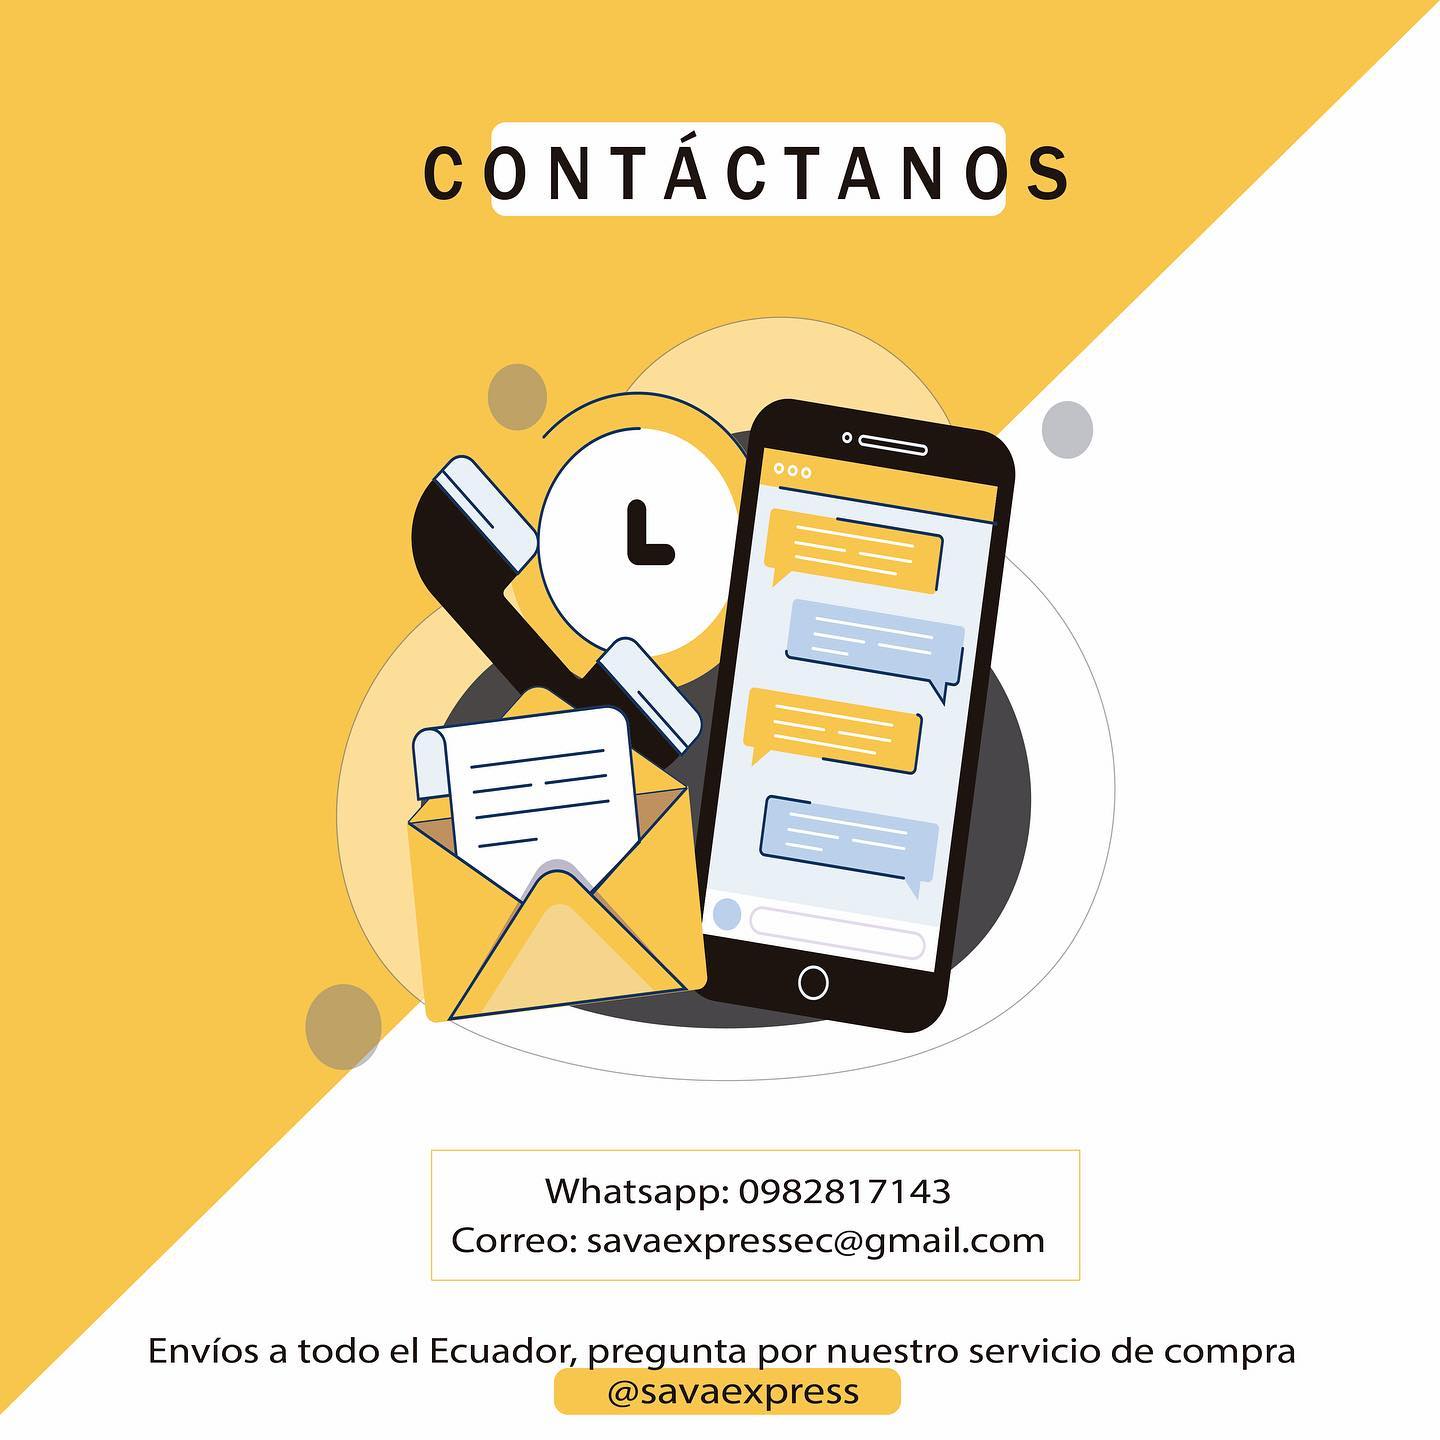 CONTÁCTANOS
Whatsapp: 0982817143
Correo: savaexpressec@gmail.com
Envíos a todo el Ecuador, pregunta por nuestro servicio de compra
@savaexpress